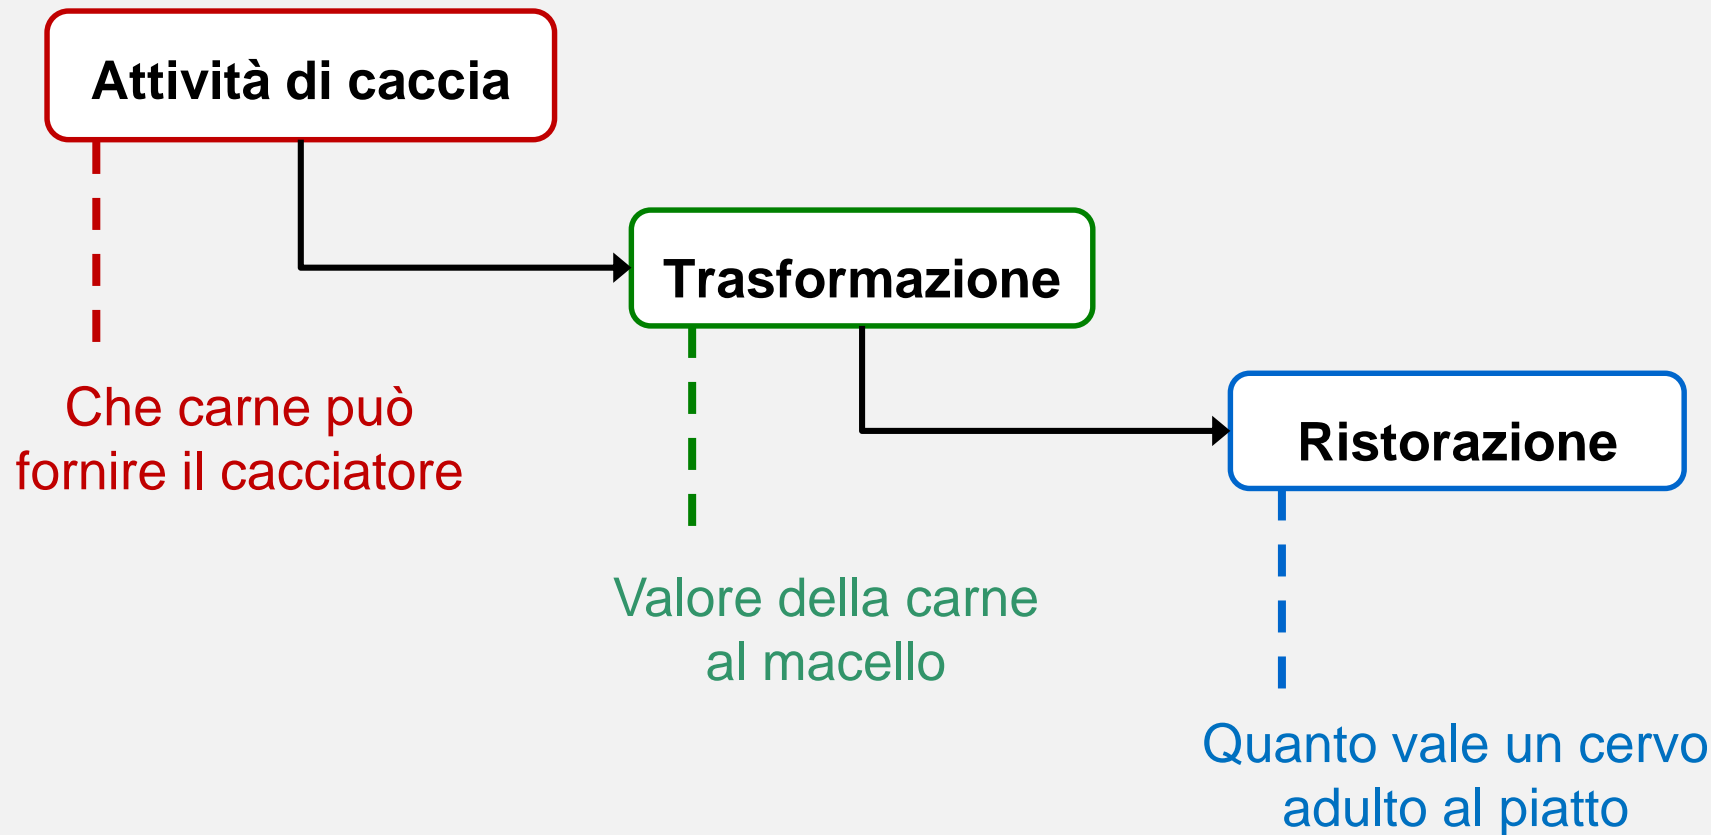 Attività di caccia
Trasformazione
Che carne può
fornire il cacciatore
Ristorazione
Valore della carne
al macello
Quanto vale un cervo
adulto al piatto